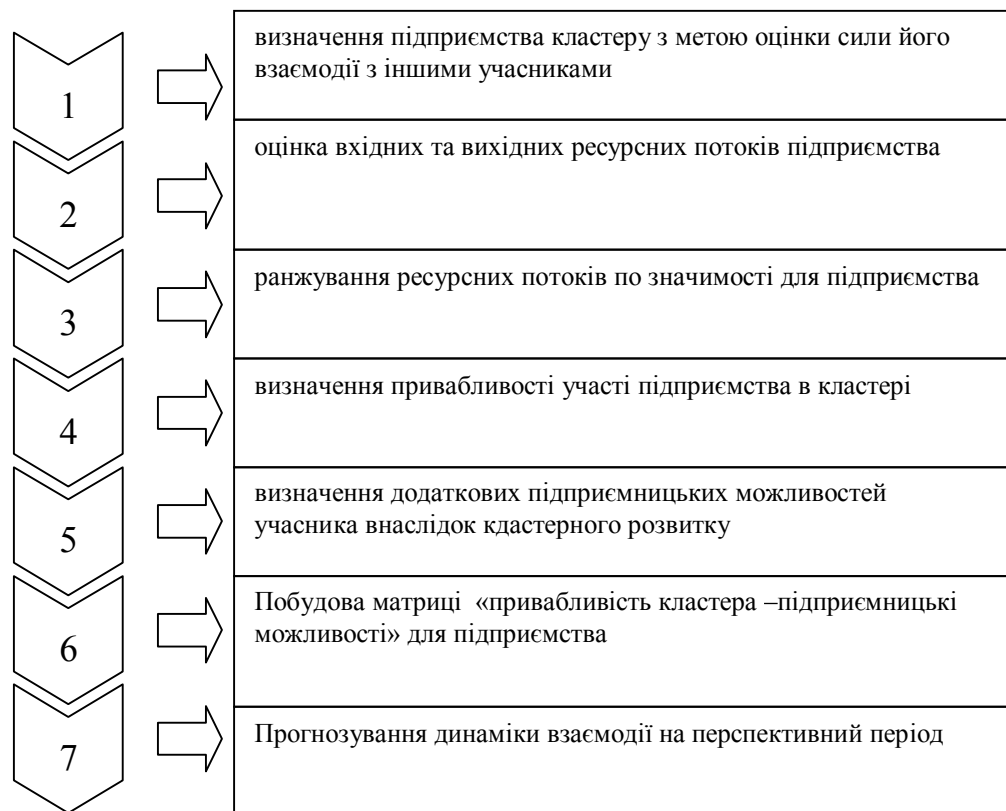 1
визначення підприємства кластеру з метою оцінки сили його
взаємодії з іншими учасниками
2
оцінка вхідних та вихідних ресурсних потоків підприємства
3
ранжування ресурсних потоків по значимості для підприємства
4
визначення привабливості участі підприємства в кластері
5
визначення додаткових підприємницьких можливостей
учасника внаслідок кдастерного розвитку
6
Побудова матриці «привабливість кластера –підприємницькі
можливості» для підприємства
7
Прогнозування динаміки взаємодії на перспективний період